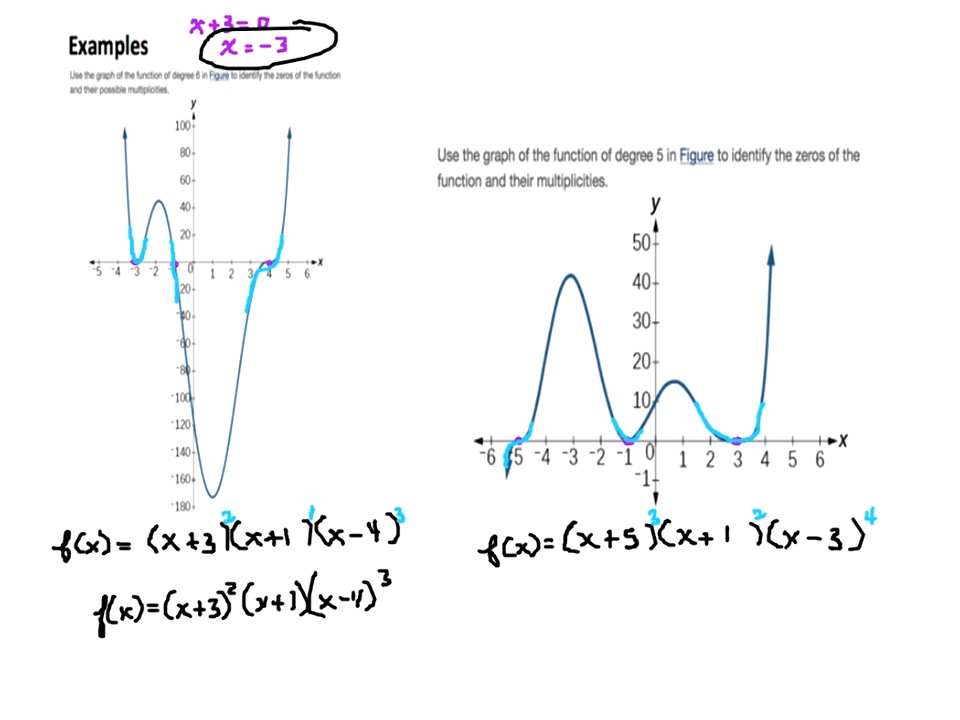 x+3=0
x=-3
Examples
Use the graph of the function of degree 6 in Figure to identify the zeros of the function
and their possible multiplicities.
y
100
80
60
40
20
-5 -4 -3 -2 0 1 2 3 4 5 6 x
20
-40
-60
-80
-100
-120
-140
-160
-180
f(x) = (x+3)²(x+1)¹(x-4)³
f(x)=(x+3)²(x+1)(x-4)³
Use the graph of the function of degree 5 in Figure to identify the zeros of the
function and their multiplicities.
y
50
40
30
20
10
-6 -5 -4 -3 -2 -1 0 1 2 3 4 5 6 x
-1
f(x)=(x+5)³(x+1)²(x-3)⁴